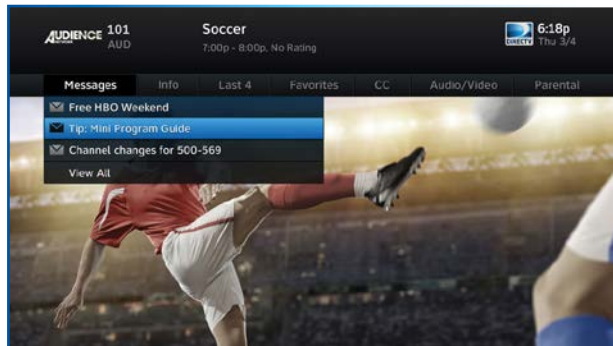 AUDIENCE NETWORK 101
AUD
Soccer
7:00p - 8:00p, No Rating
DIRECTV
6:18p
Thu 3/4
Messages Info Last 4 Favorites CC Audio/Video Parental
Free HBO Weekend
Tip: Mini Program Guide
Channel changes for 500-569
View All